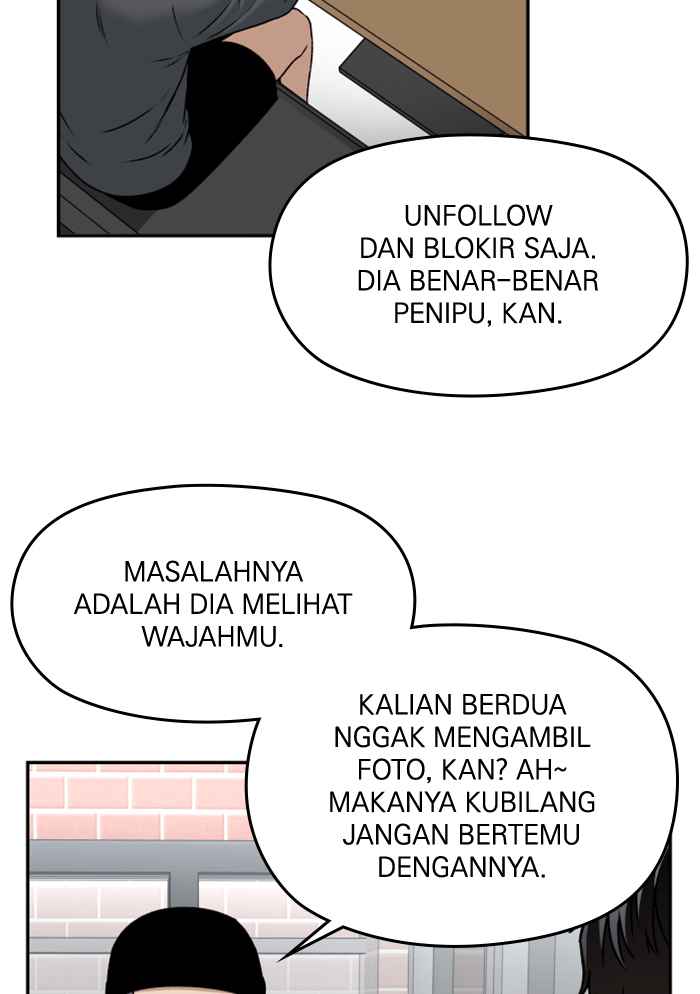 UNFOLLOW
DAN BLOKIR SAJA.
DIA BENAR-BENAR
PENIPU, KAN.
MASALAHNYA
ADALAH DIA MELIHAT
WAJAHMU.
KALIAN BERDUA
NGGAK MENGAMBIL
FOTO, KAN? AH~
MAKANYA KUBILANG
JANGAN BERTEMU
DENGANNYA.